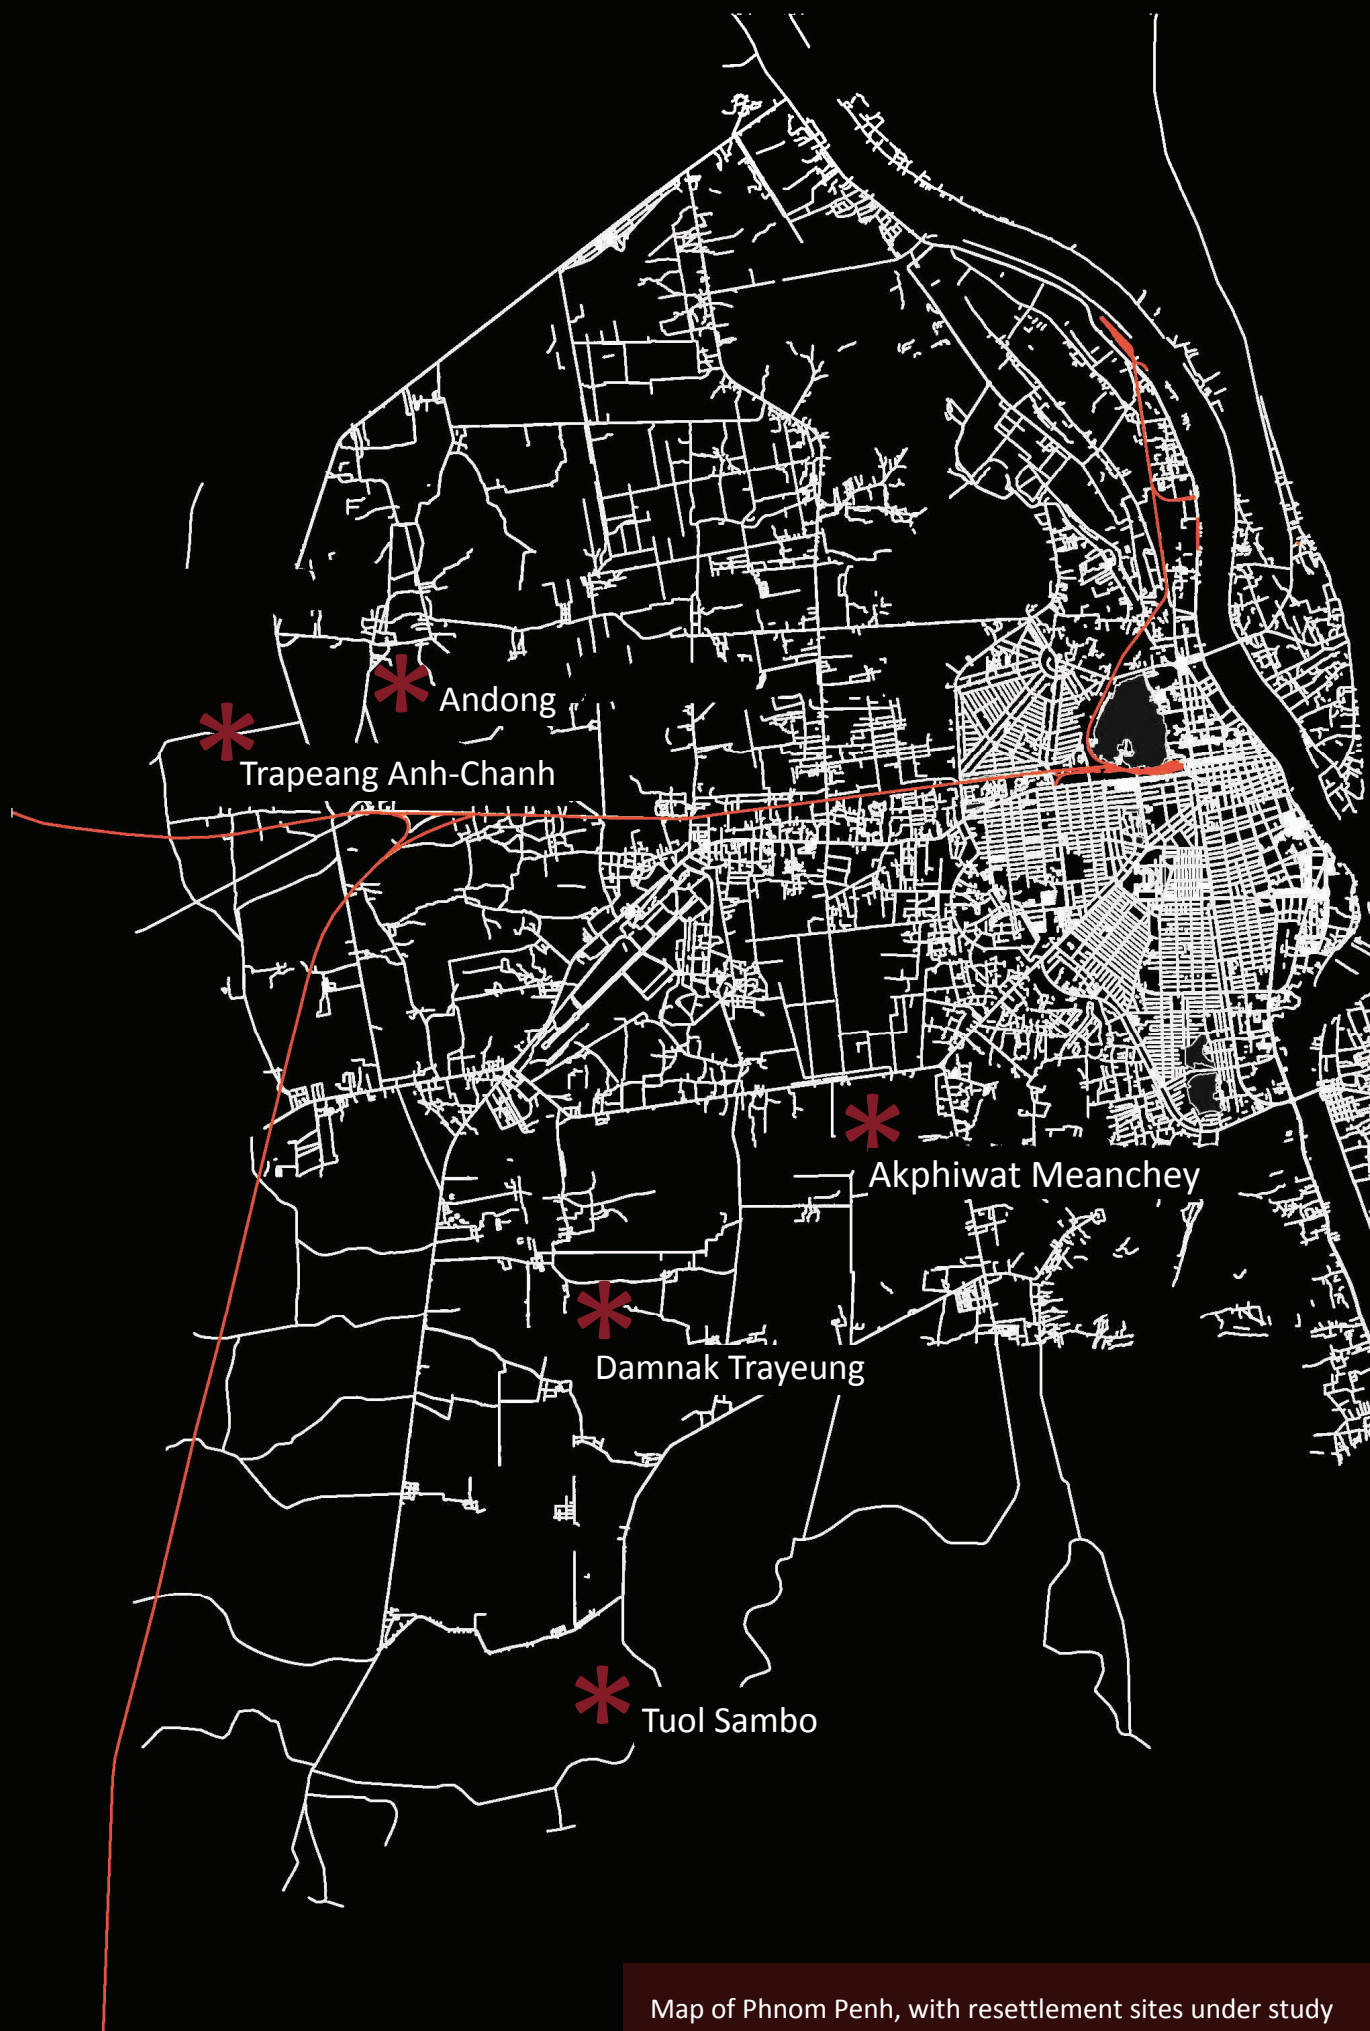 Andong
Trapeang Anh-Chanh
Akphiwat Meanchey
Damnak Trayeung
Tuol Sambo
Map of Phnom Penh, with resettlement sites under study